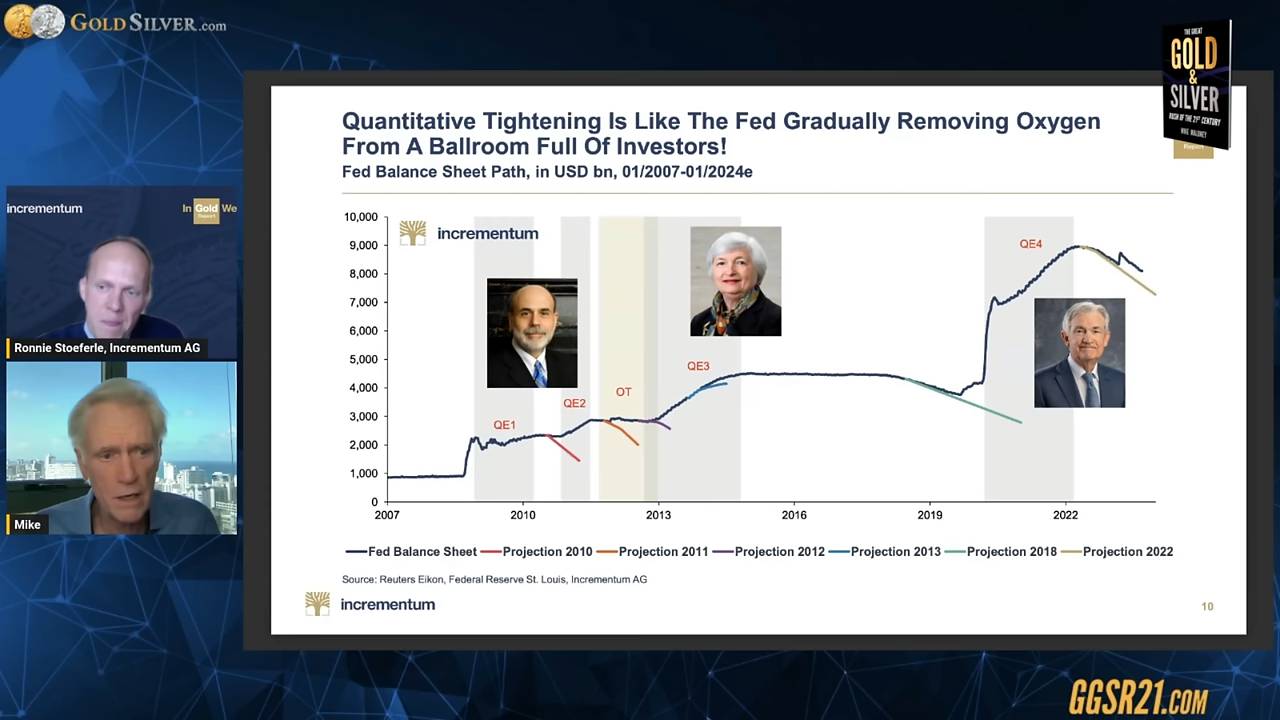 GOLDSILVER.com
THE GREAT
GOLD
&
SILVER
RUSH OF THE 21ST CENTURY
MIKE MALONEY
Report
Quantitative Tightening Is Like The Fed Gradually Removing Oxygen
From A Ballroom Full Of Investors!
Fed Balance Sheet Path, in USD bn, 01/2007-01/2024e
incrementum
In Gold We
Report
Ronnie Stoeferle, Incrementum AG
Mike
incrementum
10,000
9,000
8,000
7,000
6,000
5,000
4,000
3,000
2,000
1,000
0
QE1
QE2
OT
QE3
QE4
2007 2010 2013 2016 2019 2022
Fed Balance Sheet Projection 2010 Projection 2011 Projection 2012 Projection 2013 Projection 2018 Projection 2022
Source: Reuters Eikon, Federal Reserve St. Louis, Incrementum AG
incrementum
10
GGSR21.COM